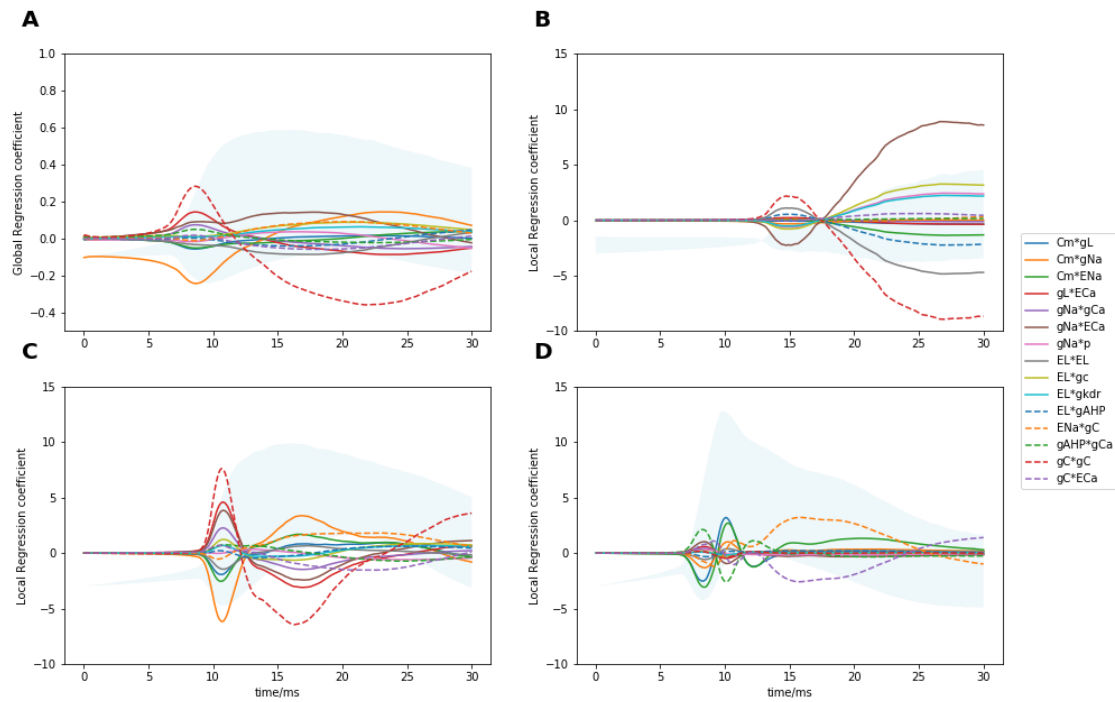 A
B
1.0
0.8
0.6
0.4
0.2
0.0
−0.2
−0.4
Global Regression coefficient
0
5
10
15
20
25
30
15
10
5
0
−5
−10
Local Regression coefficient
0
5
10
15
20
25
30
C
D
15
10
5
0
−5
−10
Local Regression coefficient
0
5
10
15
20
25
30
time/ms
15
10
5
0
−5
−10
Local Regression coefficient
0
5
10
15
20
25
30
time/ms
Cm*gL
Cm*gNa
Cm*ENa
gL*ECa
gNa*gCa
gNa*ECa
gNa*p
EL*EL
EL*gc
EL*gkdr
EL*gAHP
ENa*gC
gAHP*gCa
gC*gC
gC*ECa